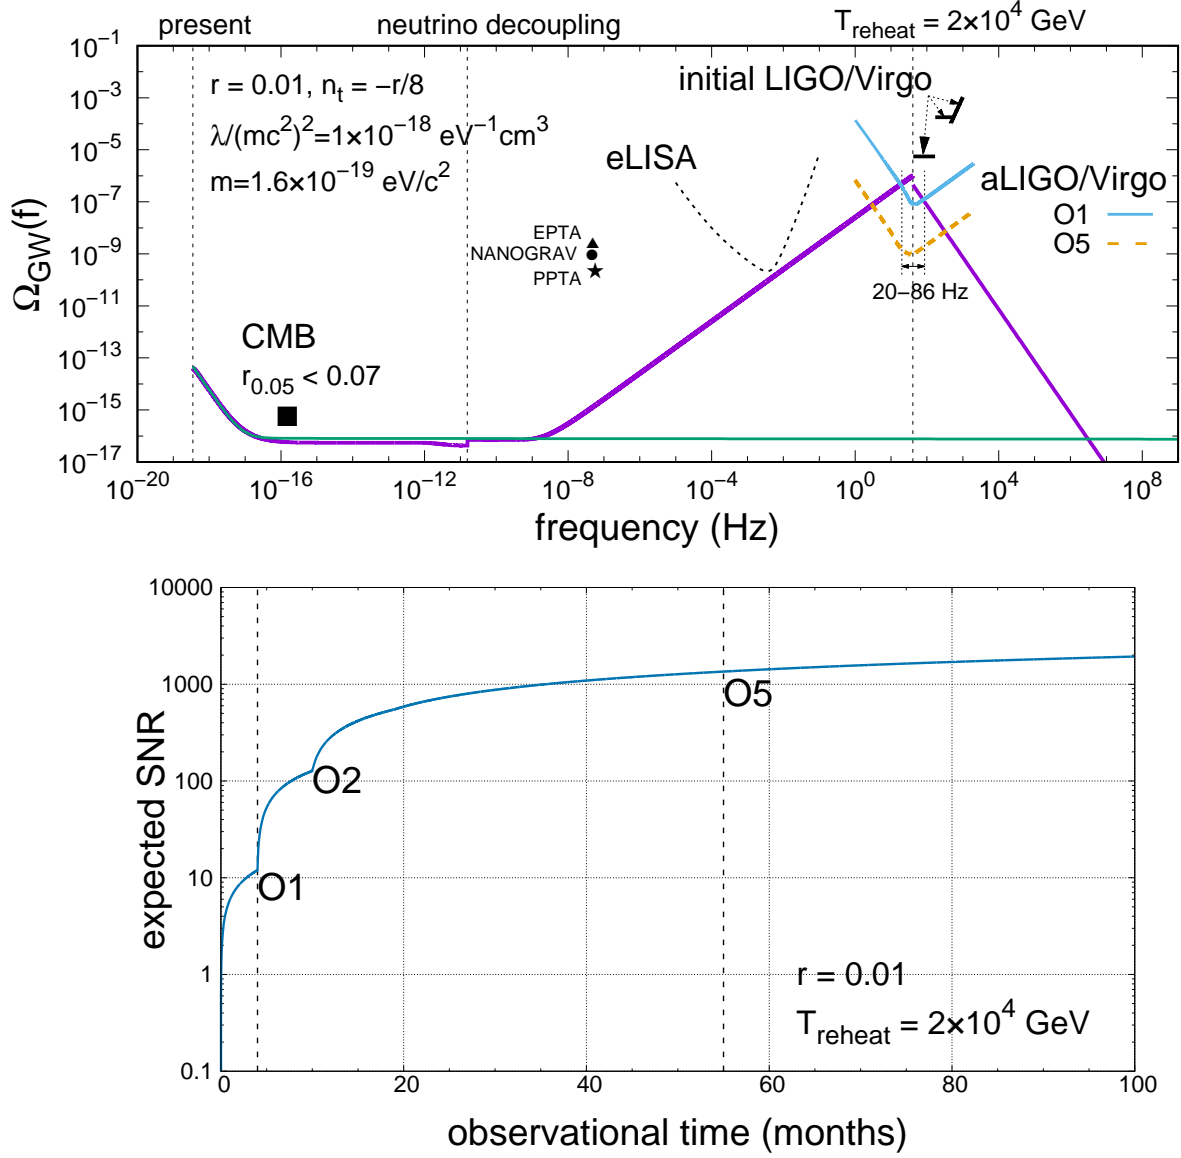 present
neutrino decoupling
T_reheat = 2×10^4 GeV
10^-1
10^-3
10^-5
10^-7
10^-9
10^-11
10^-13
10^-15
10^-17
Ω_GW(f)
r = 0.01, n_t = −r/8
λ/(mc^2)^2=1×10^-18 eV^-1cm^3
m=1.6×10^-19 eV/c^2
initial LIGO/Virgo
eLISA
aLIGO/Virgo
O1
O5
EPTA
NANOGRAV
PPTA
20−86 Hz
CMB
r_0.05 < 0.07
10^-20
10^-16
10^-12
10^-8
10^-4
10^0
10^4
10^8
frequency (Hz)
10000
1000
100
10
1
0.1
expected SNR
O1
O2
O5
r = 0.01
T_reheat = 2×10^4 GeV
0
20
40
60
80
100
observational time (months)